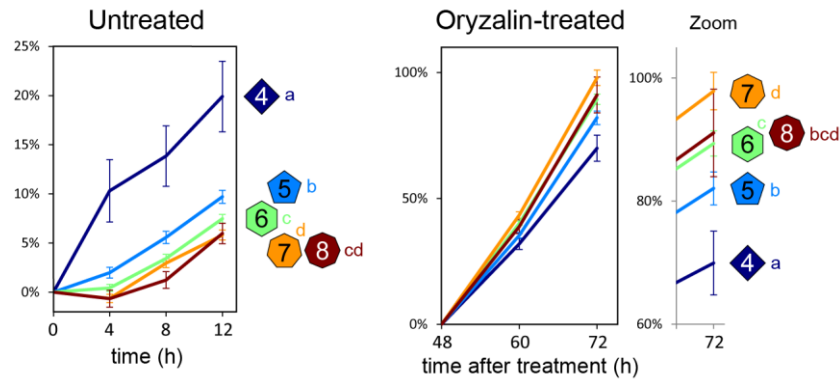 Untreated
25%
20%
15%
10%
5%
0%
0 4 8 12
time (h)
4 a
5 b
6 c
7 d
8 cd
Oryzalin-treated
100%
50%
0%
48 60 72
time after treatment (h)
Zoom
100%
80%
60%
72
7 d
6 c
8 bcd
5 b
4 a